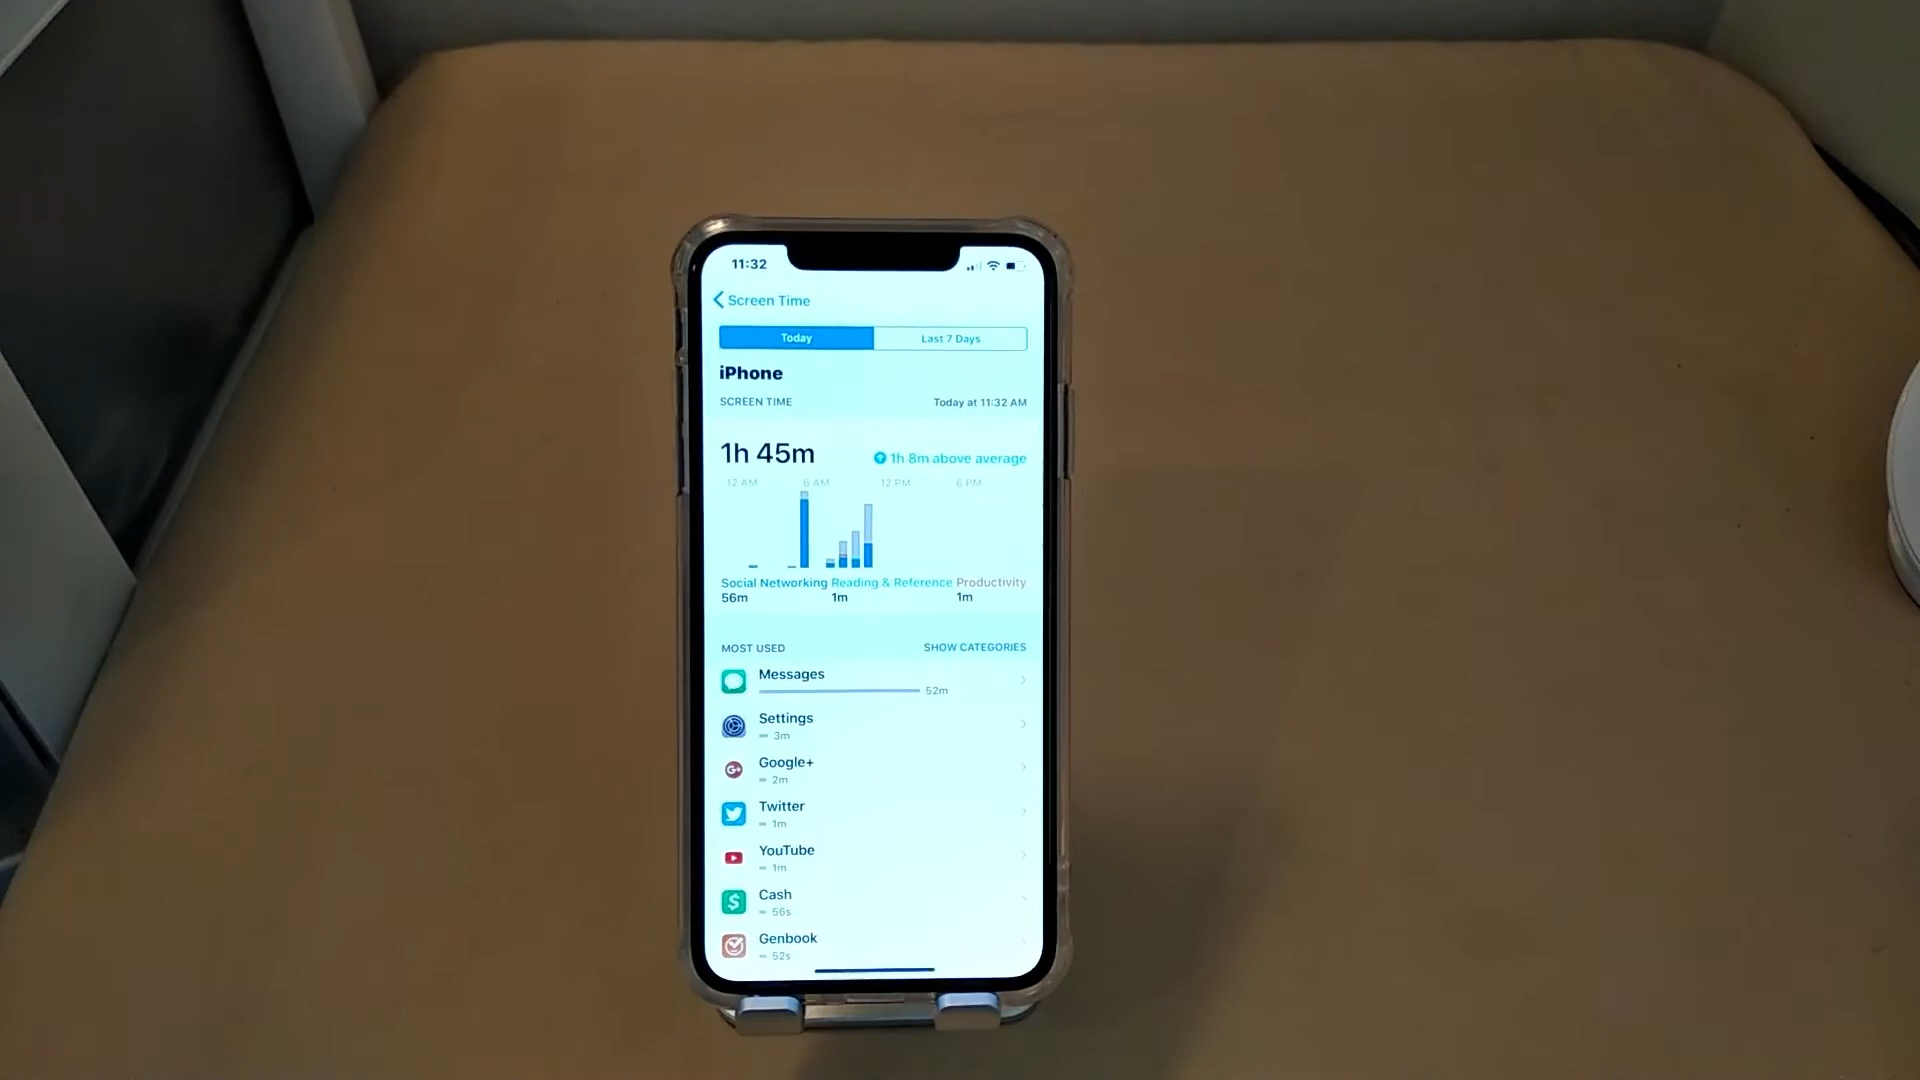 11:32
Screen Time
Today Last 7 Days
iPhone
SCREEN TIME Today at 11:32 AM
1h 45m 1h 8m above average
12 AM 6 AM 12 PM 6 PM
Social Networking Reading & Reference Productivity
56m 1m 1m
MOST USED SHOW CATEGORIES
Messages
52m
Settings
3m
Google+
2m
Twitter
1m
YouTube
1m
Cash
56s
Genbook
52s